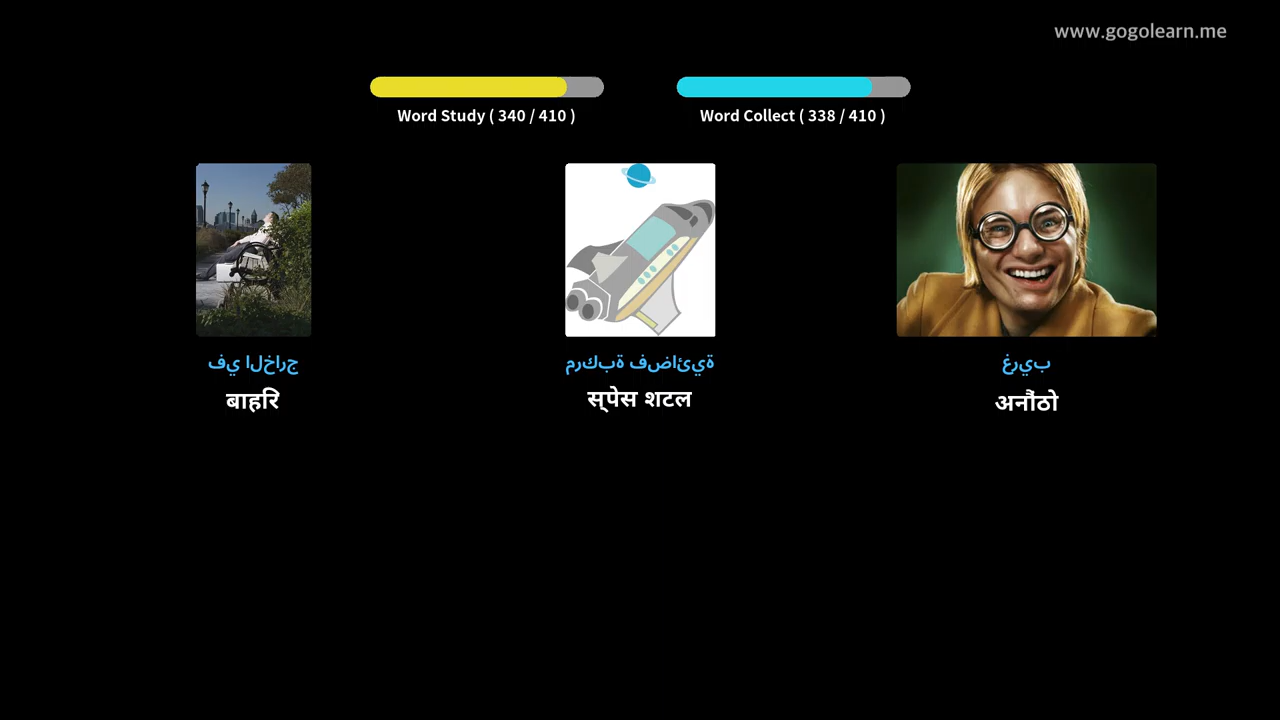 www.gogolearn.me
Word Study ( 340 / 410 )
Word Collect ( 338 / 410 )
في الخارج
बाहिर
مركبة فضائية
स्पेस शटल
غريب
अनौंठो